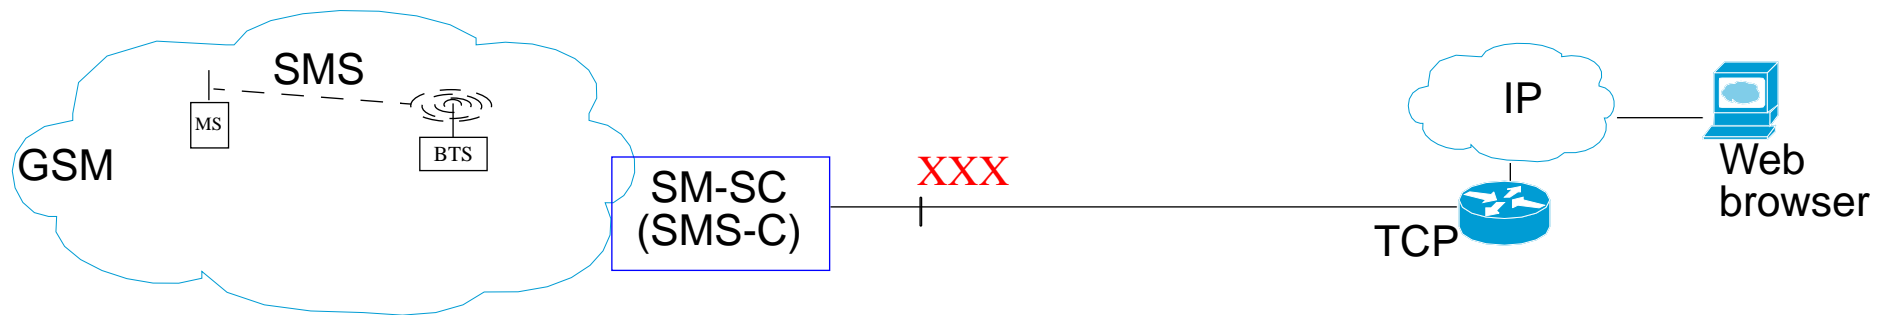 GSM
MS
SMS
BTS
SM-SC
(SMS-C)
XXX
TCP
IP
Web
browser